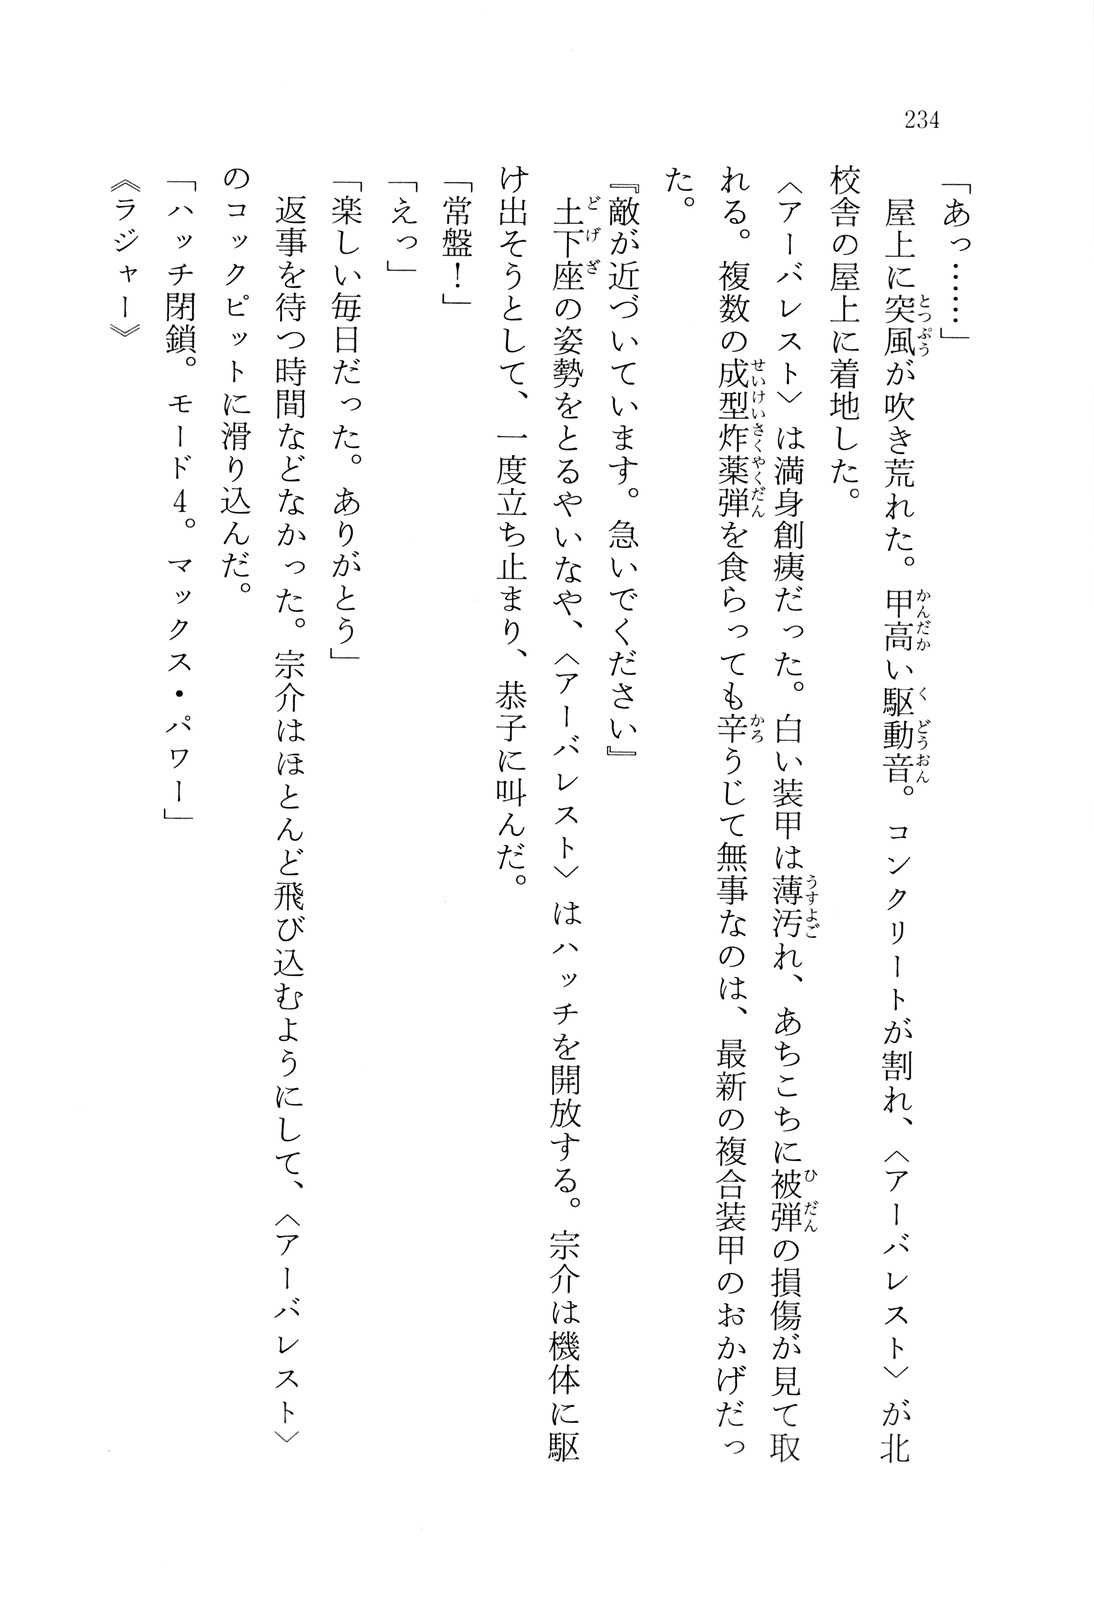 234
「あっ……」
　屋上に突風が吹き荒れた。甲高い駆動音。コンクリートが割れ、〈アーバレスト〉が北
校舎の屋上に着地した。
　〈アーバレスト〉は満身創痍だった。白い装甲は薄汚れ、あちこちに被弾の損傷が見て取
れる。複数の成型炸薬弾を食らっても辛うじて無事なのは、最新の複合装甲のおかげだっ
た。
『敵が近づいています。急いでください』
　土下座の姿勢をとるやいなや、〈アーバレスト〉はハッチを開放する。宗介は機体に駆
け出そうとして、一度立ち止まり、恭子に叫んだ。
「常盤！」
「えっ」
「楽しい毎日だった。ありがとう」
　返事を待つ時間などなかった。宗介はほとんど飛び込むようにして、〈アーバレスト〉
のコックピットに滑り込んだ。
「ハッチ閉鎖。モード4。マックス・パワー」
《ラジャー》